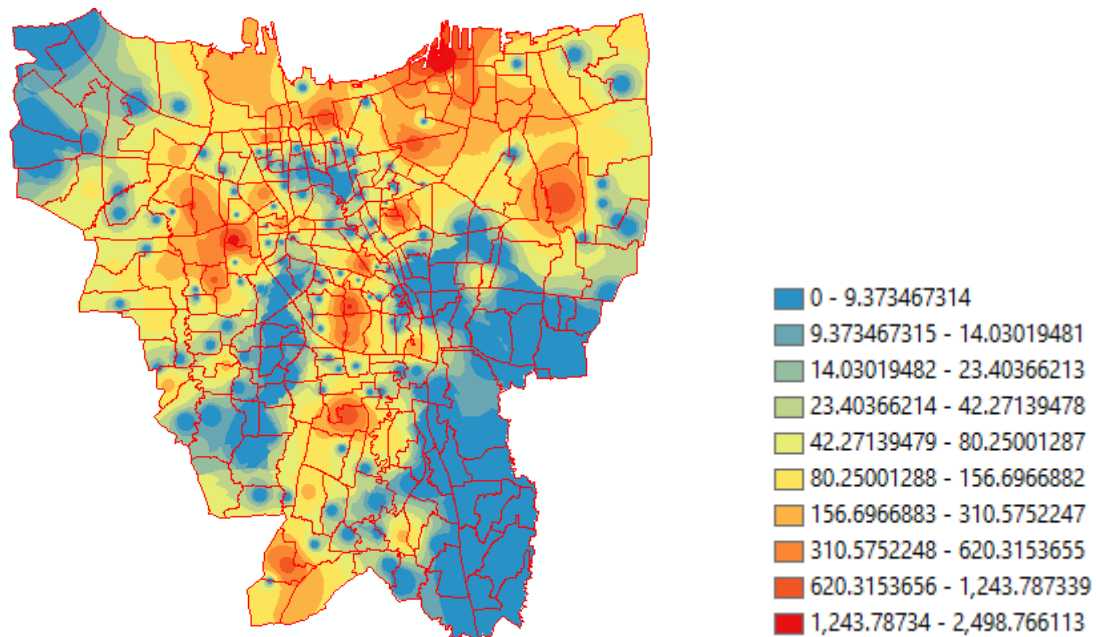 0 - 9.373467314
9.373467315 - 14.03019481
14.03019482 - 23.40366213
23.40366214 - 42.27139478
42.27139479 - 80.25001287
80.25001288 - 156.6966882
156.6966883 - 310.5752247
310.5752248 - 620.3153655
620.3153656 - 1,243.787339
1,243.78734 - 2,498.766113